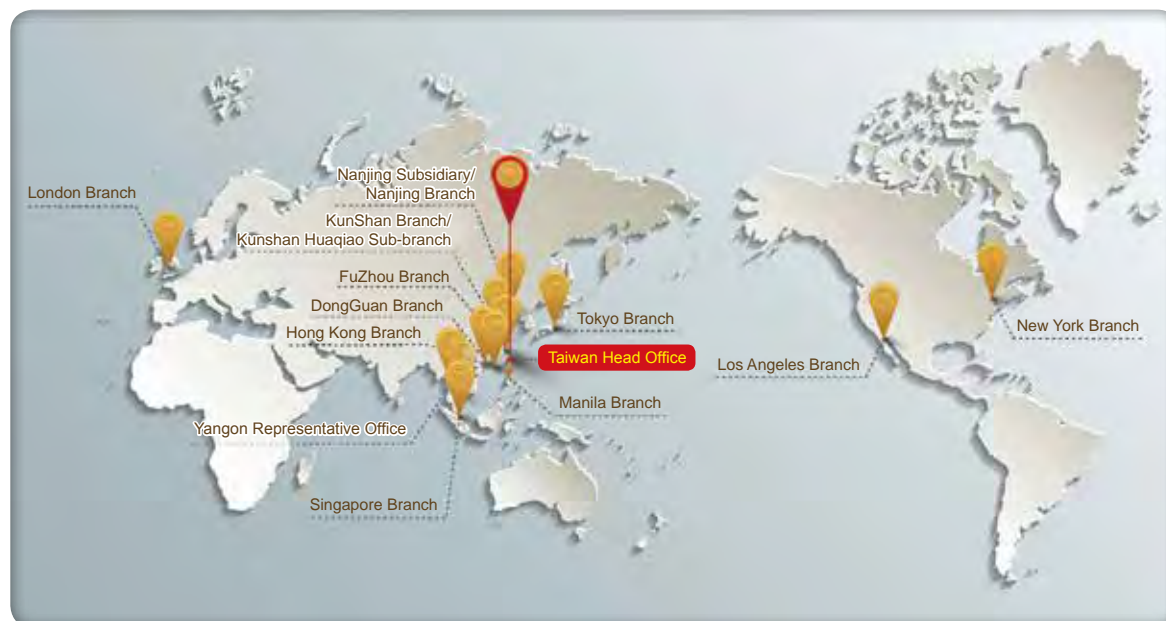 Nanjing Subsidiary/
Nanjing Branch
London Branch
KunShan Branch/
Kunshan Huaqiao Sub-branch
FuZhou Branch
DongGuan Branch
Hong Kong Branch
Tokyo Branch
New York Branch
Taiwan Head Office
Los Angeles Branch
Manila Branch
Yangon Representative Office
Singapore Branch